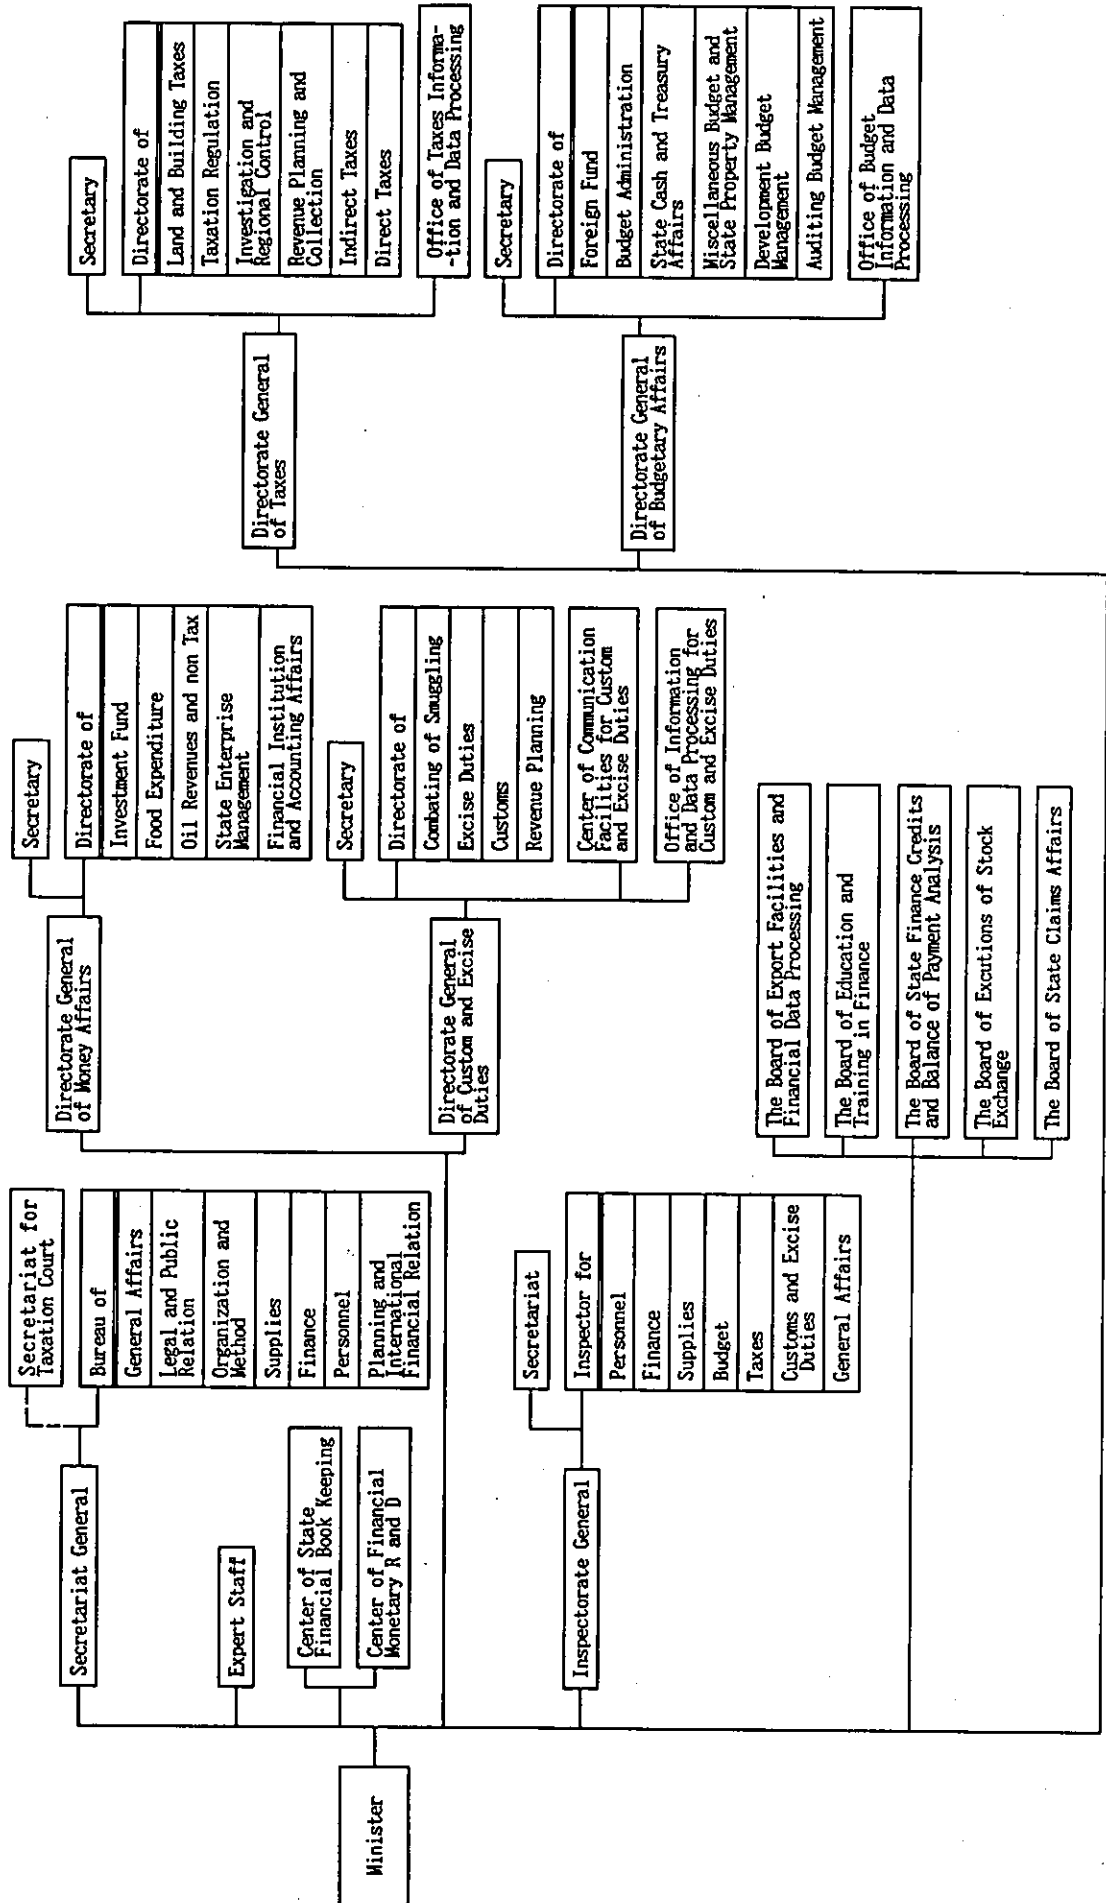 Minister
Secretariat General
Secretariat for
Taxation Court
Bureau of
General Affairs
Legal and Public
Relation
Organization and
Method
Supplies
Finance
Personnel
Planning and
International
Financial Relation
Expert Staff
Center of State
Financial Book Keeping
Center of Financial
Monetary R and D
Inspectorate General
Secretariat
Inspector for
Personnel
Finance
Supplies
Budget
Taxes
Customs and Excise
Duties
General Affairs
Directorate General
of Money Affairs
Secretary
Directorate of
Investment Fund
Food Expenditure
Oil Revenues and non Tax
State Enterprise
Management
Financial Institution
and Accounting Affairs
Directorate General
of Custom and Excise
Duties
Secretary
Directorate of
Combating of Smuggling
Excise Duties
Customs
Revenue Planning
Center of Communication
Facilities for Custom
and Excise Duties
Office of Information
and Data Processing for
Custom and Excise Duties
The Board of Export Facilities and
Financial Data Processing
The Board of Education and
Training in Finance
The Board of State Finance Credits
and Balance of Payment Analysis
The Board of Excutions of Stock
Exchange
The Board of State Claims Affairs
Directorate General
of Taxes
Secretary
Directorate of
Land and Building Taxes
Taxation Regulation
Investigation and
Regional Control
Revenue Planning and
Collection
Indirect Taxes
Direct Taxes
Office of Taxes Informa-
-tion and Data Processing
Directorate General
of Budgetary Affairs
Secretary
Directorate of
Foreign Fund
Budget Administration
State Cash and Treasury
Affairs
Miscellaneous Budget and
State Property Management
Development Budget
Management
Auditing Budget Management
Office of Budget
Information and Data
Processing